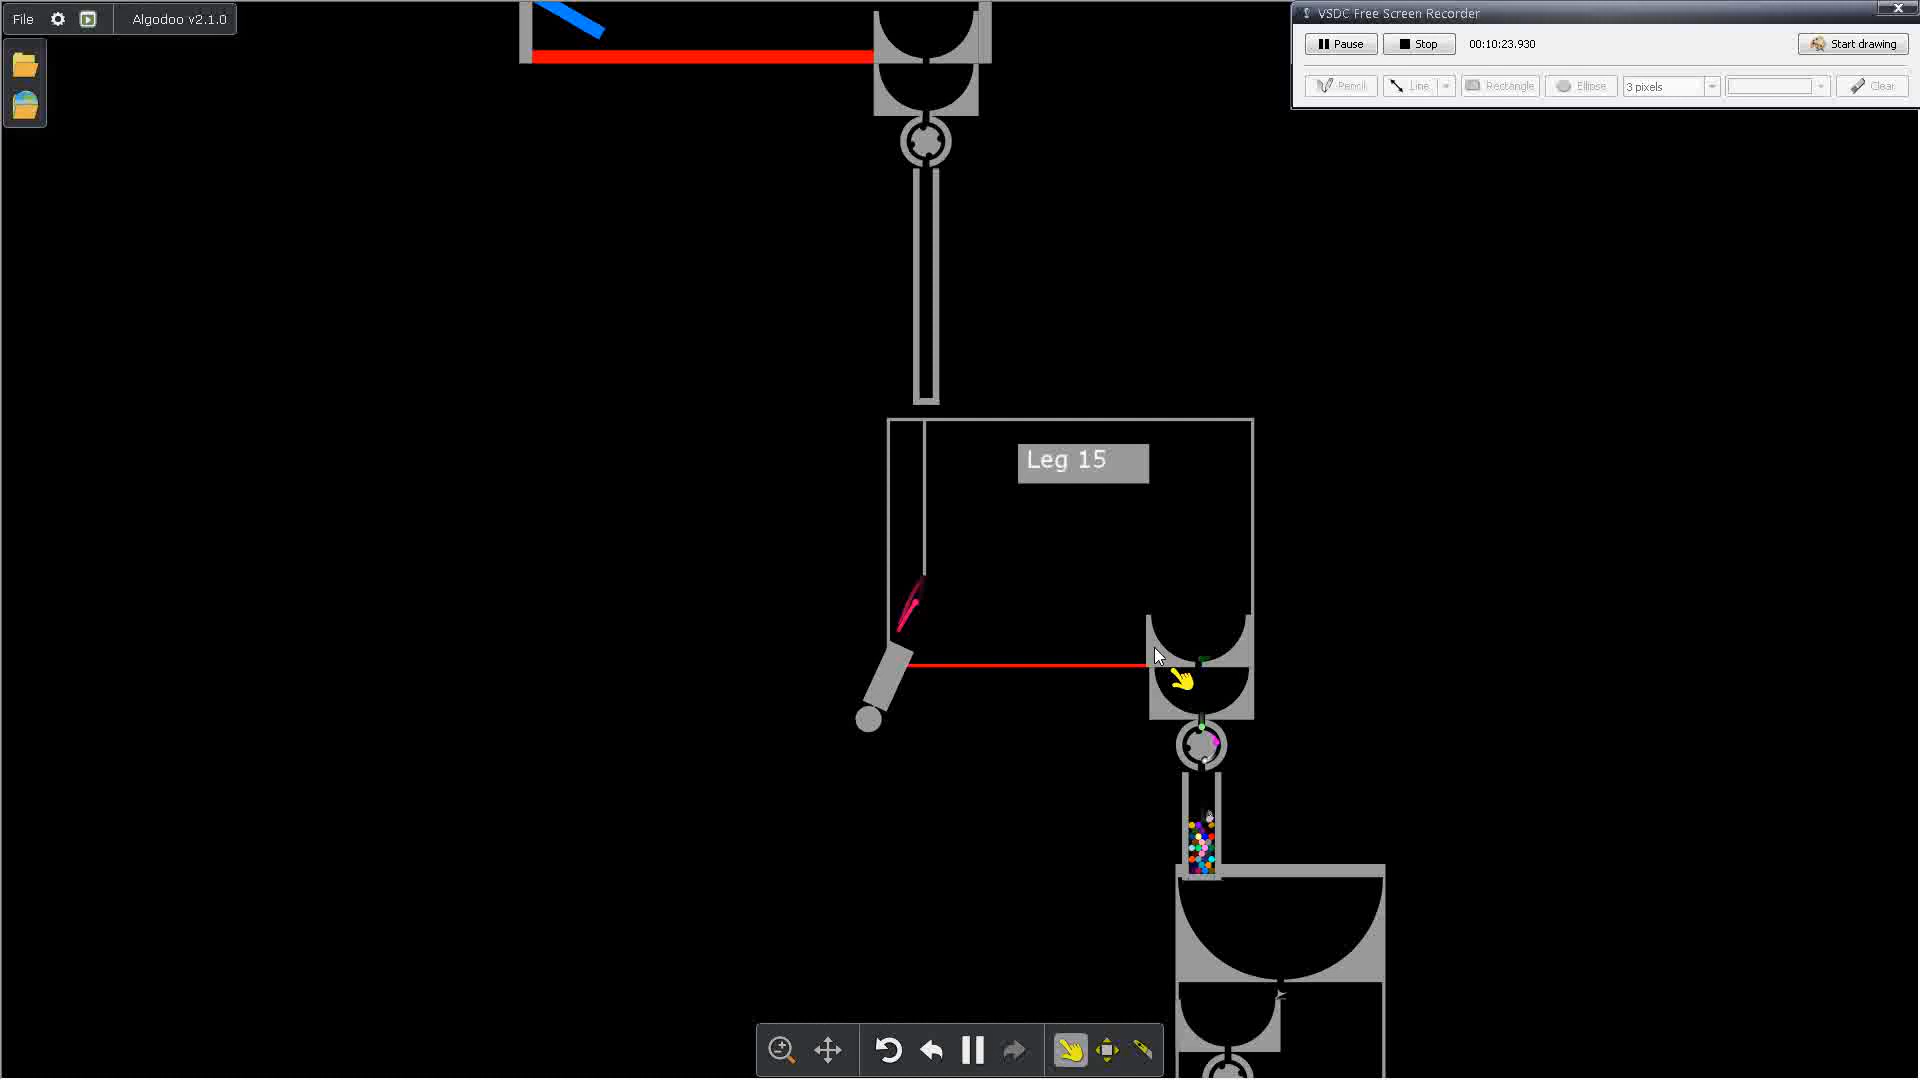 File
Algodoo v2.1.0
VSDC Free Screen Recorder
Pause
Stop
00:10:23.930
Start drawing
Pencil
Line
Rectangle
Ellipse
3 pixels
Clear
Leg 15